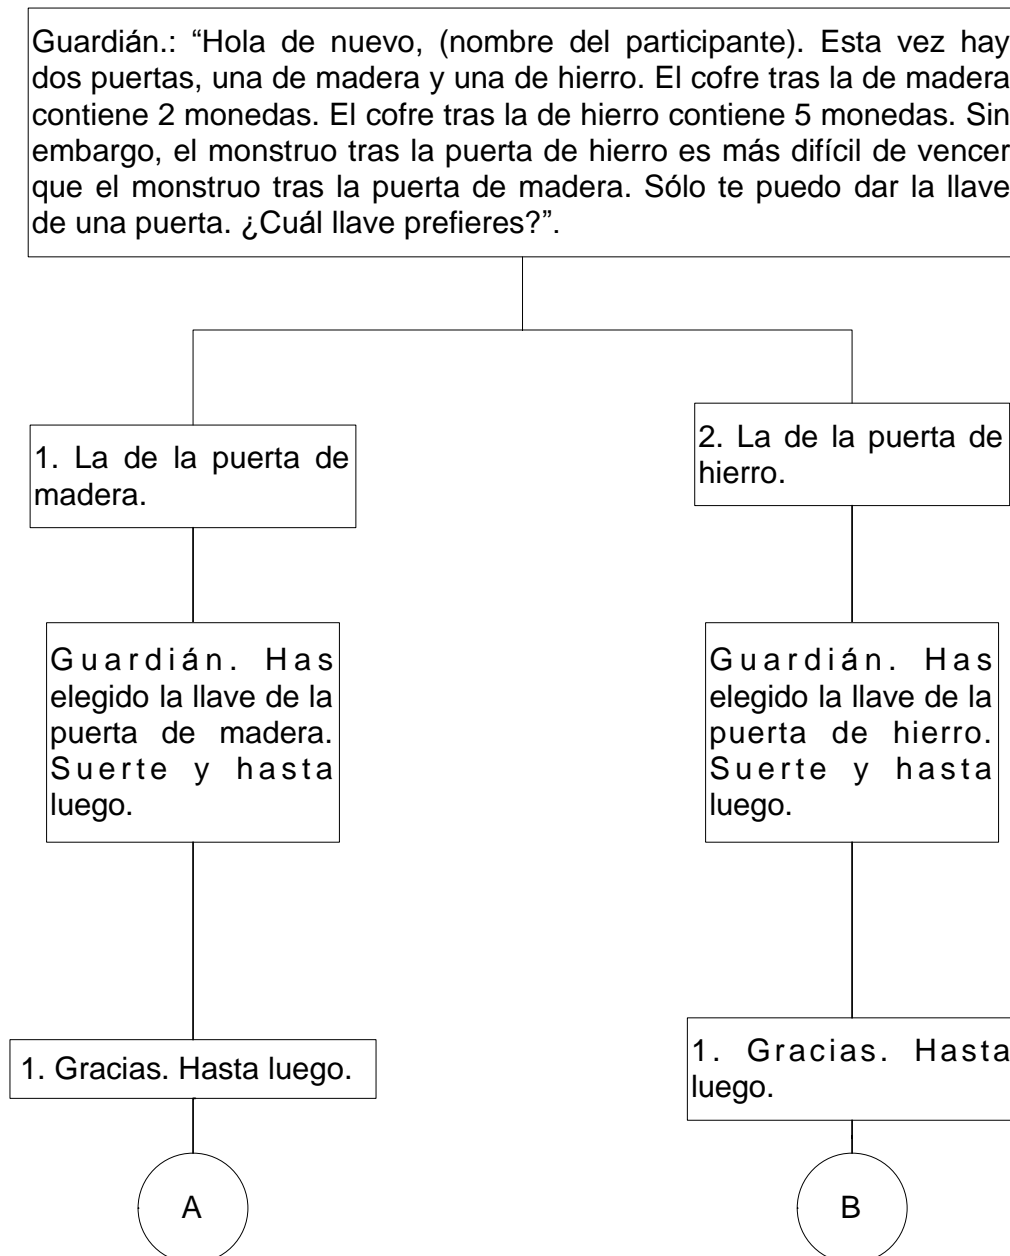 Guardián.: “Hola de nuevo, (nombre del participante). Esta vez hay
dos puertas, una de madera y una de hierro. El cofre tras la de madera
contiene 2 monedas. El cofre tras la de hierro contiene 5 monedas. Sin
embargo, el monstruo tras la puerta de hierro es más difícil de vencer
que el monstruo tras la puerta de madera. Sólo te puedo dar la llave
de una puerta. ¿Cuál llave prefieres?”.
1. La de la puerta de
madera.
2. La de la puerta de
hierro.
Guardián. Has
elegido la llave de la
puerta de madera.
Suerte y hasta
luego.
Guardián. Has
elegido la llave de la
puerta de hierro.
Suerte y hasta
luego.
1. Gracias. Hasta luego.
1. Gracias. Hasta
luego.
A
B